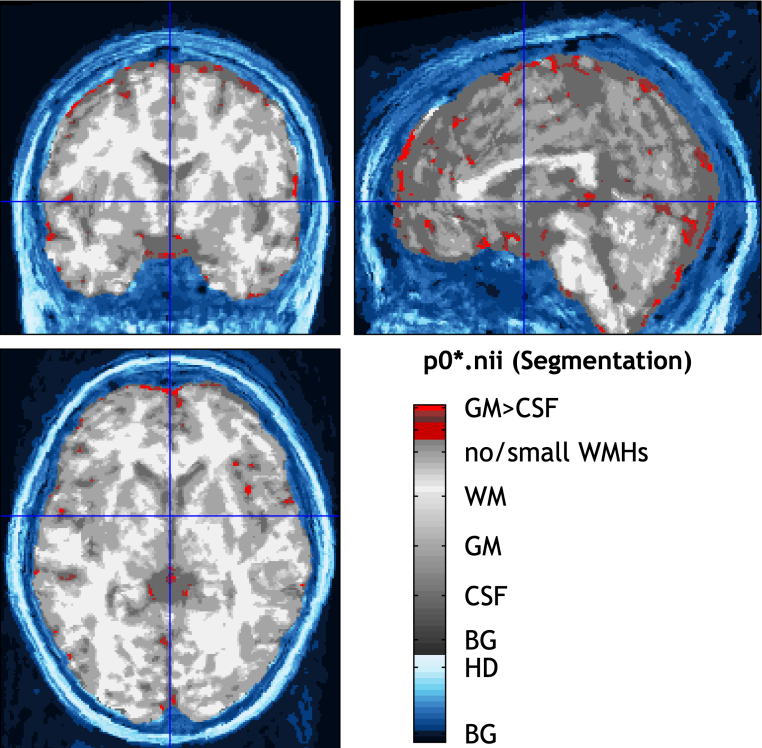 p0*.nii (Segmentation)
GM>CSF
no/small WMHs
WM
GM
CSF
BG
HD
BG